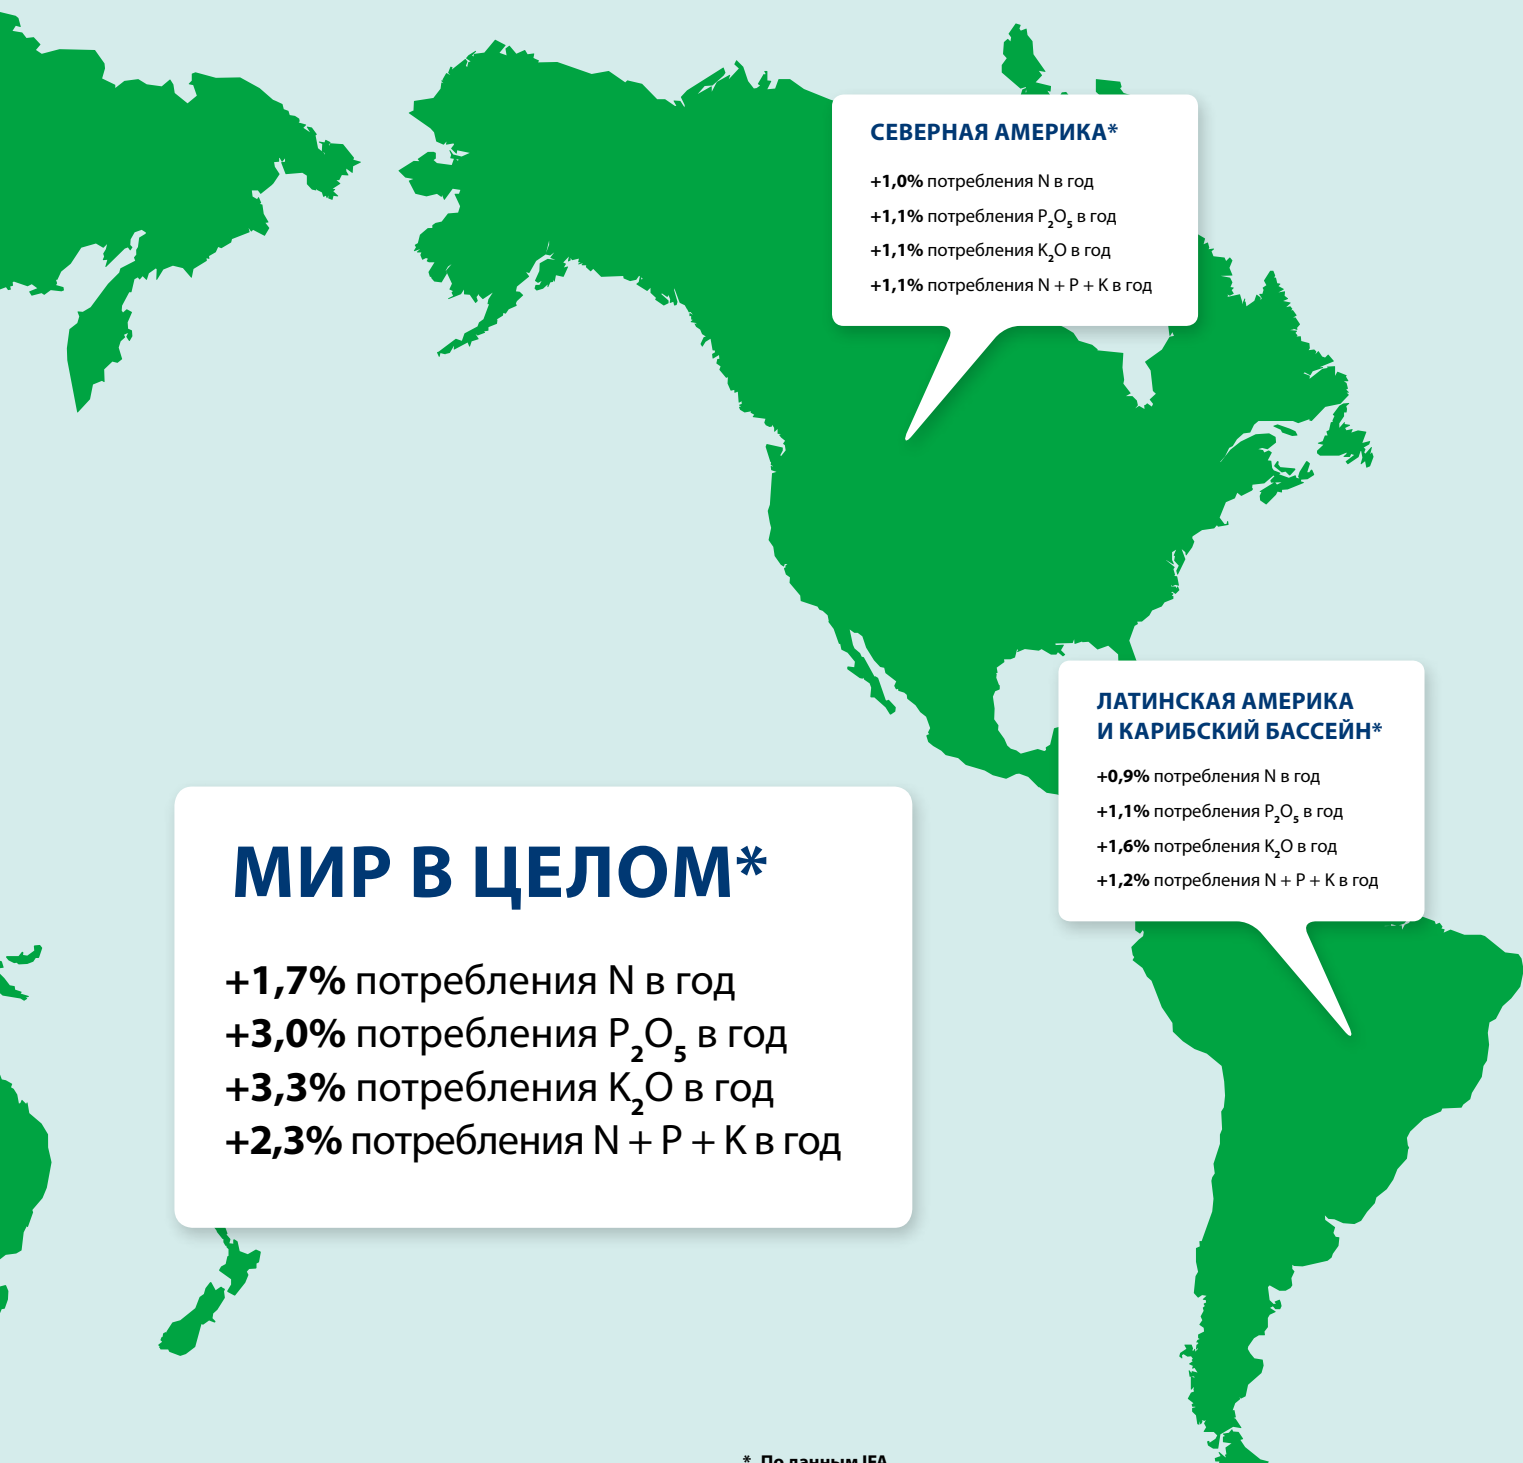 СЕВЕРНАЯ АМЕРИКА*
+1,0% потребления N в год
+1,1% потребления P₂O₅ в год
+1,1% потребления K₂O в год
+1,1% потребления N + P + K в год
ЛАТИНСКАЯ АМЕРИКА
И КАРИБСКИЙ БАССЕЙН*
+0,9% потребления N в год
+1,1% потребления P₂O₅ в год
+1,6% потребления K₂O в год
+1,2% потребления N + P + K в год
МИР В ЦЕЛОМ*
+1,7% потребления N в год
+3,0% потребления P₂O₅ в год
+3,3% потребления K₂O в год
+2,3% потребления N + P + K в год
* По данным IFA